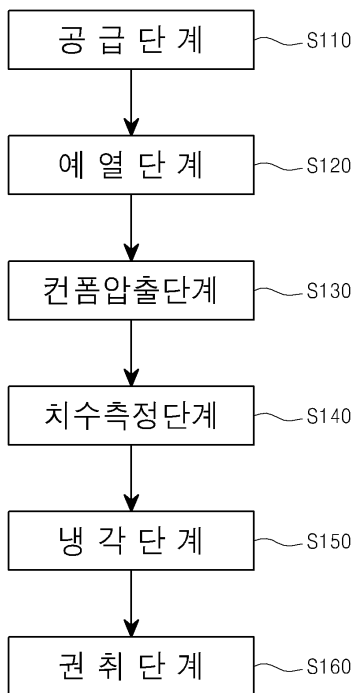 공 급 단 계 S110
예 열 단 계 S120
컨폼압출단계 S130
치수측정단계 S140
냉 각 단 계 S150
권 취 단 계 S160